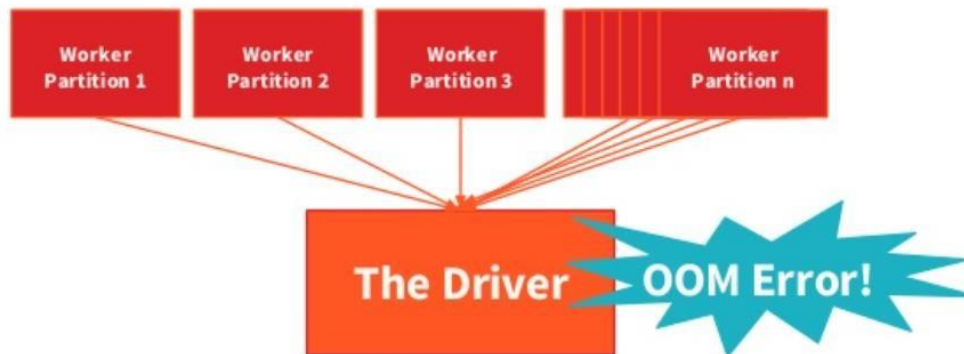 Worker
Partition 1
Worker
Partition 2
Worker
Partition 3
Worker
Partition n
The Driver
OOM Error!